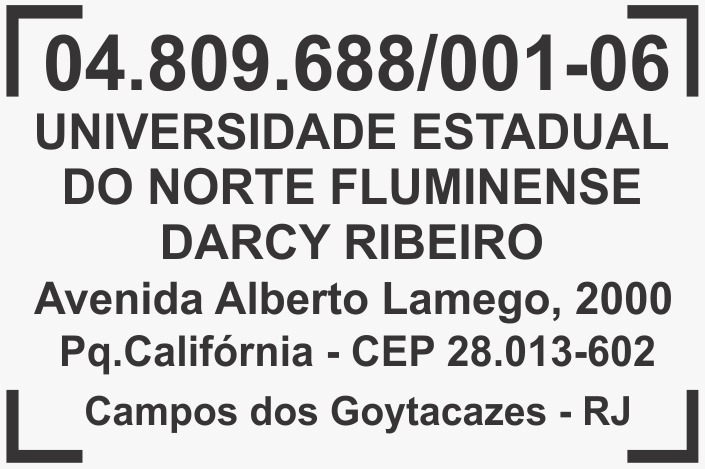 04.809.688/001-06
UNIVERSIDADE ESTADUAL
DO NORTE FLUMINENSE
DARCY RIBEIRO
Avenida Alberto Lamego, 2000
Pq.Califórnia - CEP 28.013-602
Campos dos Goytacazes - RJ